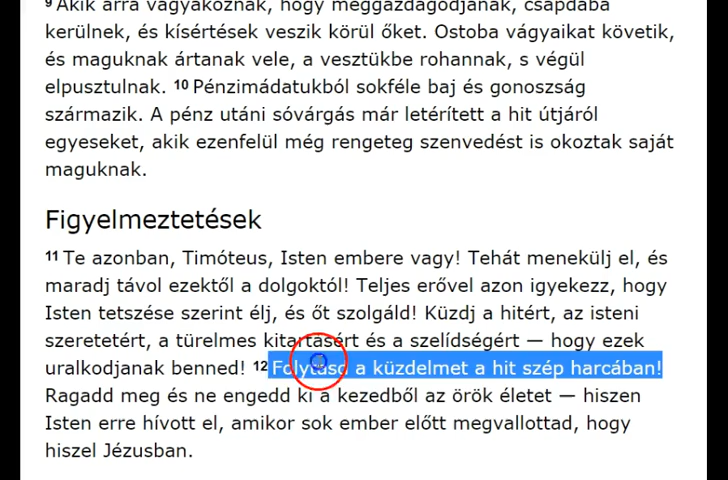 9 Akik arra vágyakoznak, hogy meggazdagodjanak, csapdába
kerülnek, és kísértések veszik körül őket. Ostoba vágyaikat követik,
és maguknak ártanak vele, a vesztükbe rohannak, s végül
elpusztulnak. 10 Pénzimádatukból sokféle baj és gonoszság
származik. A pénz utáni sóvárgás már letérített a hit útjáról
egyeseket, akik ezenfelül még rengeteg szenvedést is okoztak saját
maguknak.
Figyelmeztetések
11 Te azonban, Timóteus, Isten embere vagy! Tehát menekülj el, és
maradj távol ezektől a dolgoktól! Teljes erővel azon igyekezz, hogy
Isten tetszése szerint élj, és őt szolgáld! Küzdj a hitért, az isteni
szeretetért, a türelmes kitartásért és a szelídségért — hogy ezek
uralkodjanak benned! 12 Folytasd a küzdelmet a hit szép harcában!
Ragadd meg és ne engedd ki a kezedből az örök életet — hiszen
Isten erre hívott el, amikor sok ember előtt megvallottad, hogy
hiszel Jézusban.